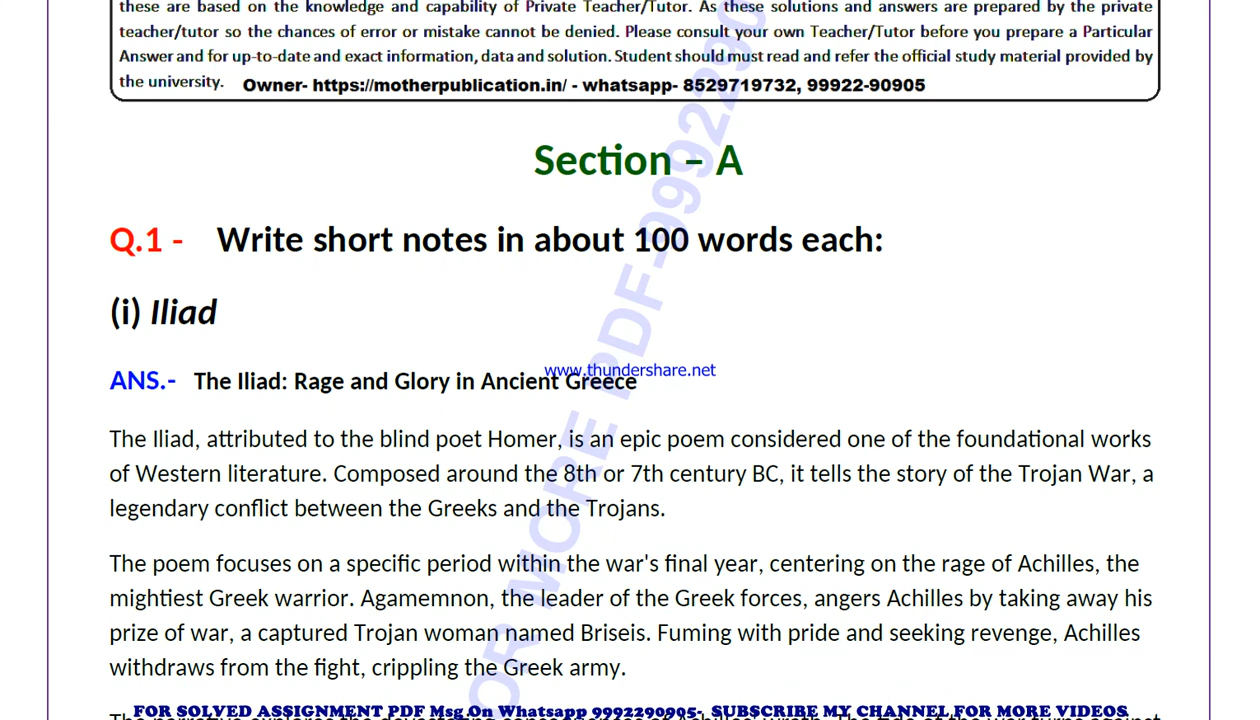 these are based on the knowledge and capability of Private Teacher/Tutor. As these solutions and answers are prepared by the private
teacher/tutor so the chances of error or mistake cannot be denied. Please consult your own Teacher/Tutor before you prepare a Particular
Answer and for up-to-date and exact information, data and solution. Student should must read and refer the official study material provided by
the university. Owner- https://motherpublication.in/ - whatsapp- 8529719732, 99922-90905
Section – A
Q.1 - Write short notes in about 100 words each:
(i) Iliad
www.thundershare.net
ANS.- The Iliad: Rage and Glory in Ancient Greece
The Iliad, attributed to the blind poet Homer, is an epic poem considered one of the foundational works
of Western literature. Composed around the 8th or 7th century BC, it tells the story of the Trojan War, a
legendary conflict between the Greeks and the Trojans.
The poem focuses on a specific period within the war's final year, centering on the rage of Achilles, the
mightiest Greek warrior. Agamemnon, the leader of the Greek forces, angers Achilles by taking away his
prize of war, a captured Trojan woman named Briseis. Fuming with pride and seeking revenge, Achilles
withdraws from the fight, crippling the Greek army.
FOR SOLVED ASSIGNMENT PDF Msg On Whatsapp 9992290905- SUBSCRIBE MY CHANNEL FOR MORE VIDEOS
OR MORE PDF-9992290